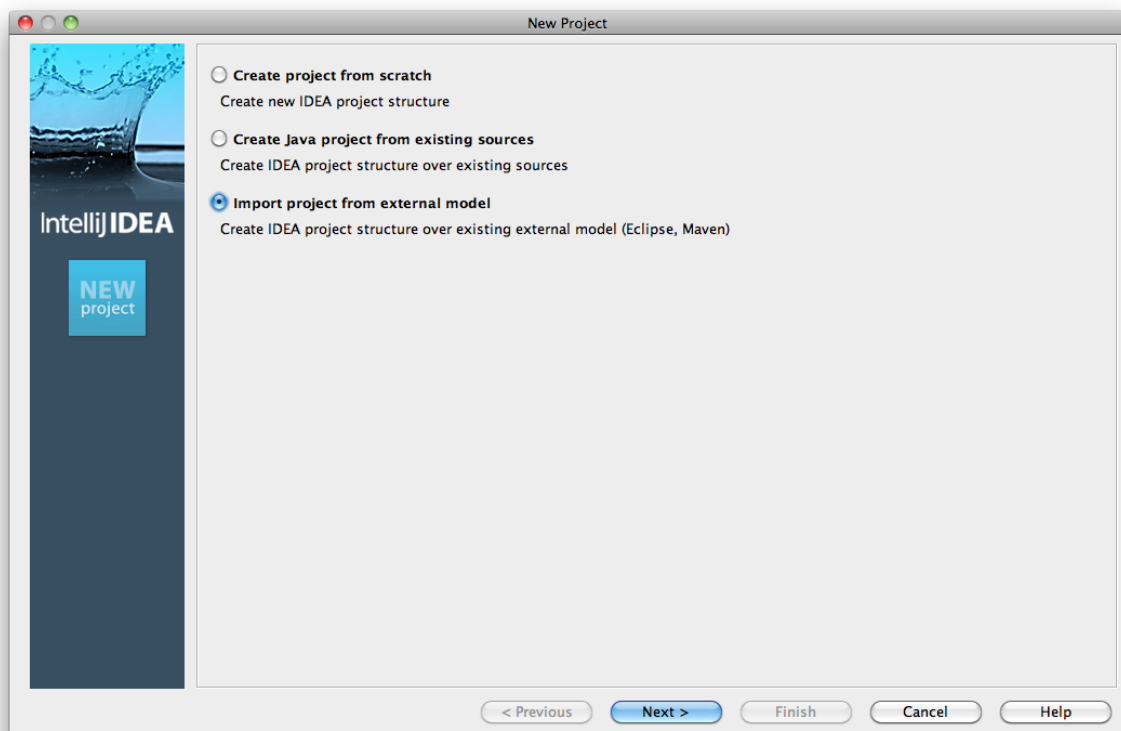 New Project
Create project from scratch
Create new IDEA project structure
Create Java project from existing sources
Create IDEA project structure over existing sources
Import project from external model
Create IDEA project structure over existing external model (Eclipse, Maven)
IntelliJIDEA
NEW
project
< Previous
Next >
Finish
Cancel
Help